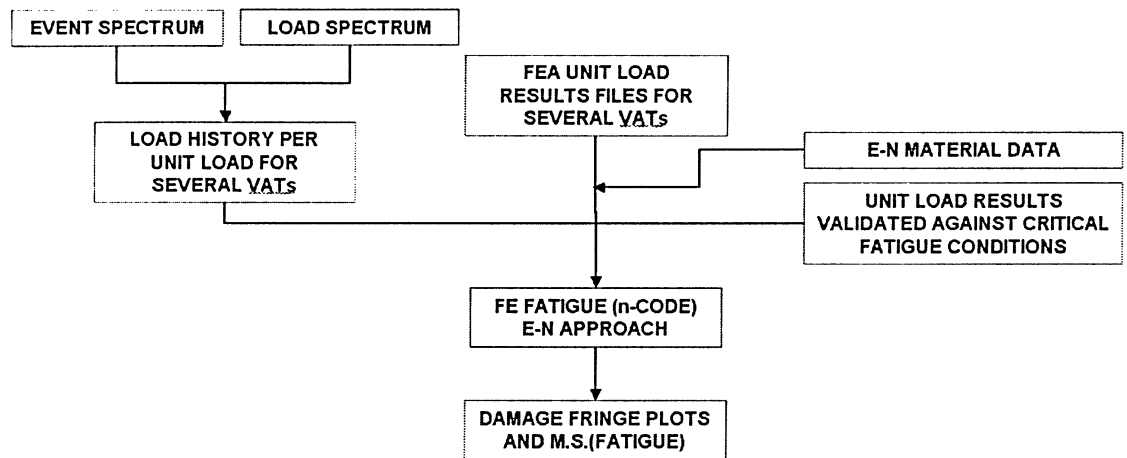 EVENT SPECTRUM
LOAD SPECTRUM
FEA UNIT LOAD
RESULTS FILES FOR
SEVERAL VATs
LOAD HISTORY PER
UNIT LOAD FOR
SEVERAL VATs
E-N MATERIAL DATA
UNIT LOAD RESULTS
VALIDATED AGAINST CRITICAL
FATIGUE CONDITIONS
FE FATIGUE (n-CODE)
E-N APPROACH
DAMAGE FRINGE PLOTS
AND M.S.(FATIGUE)